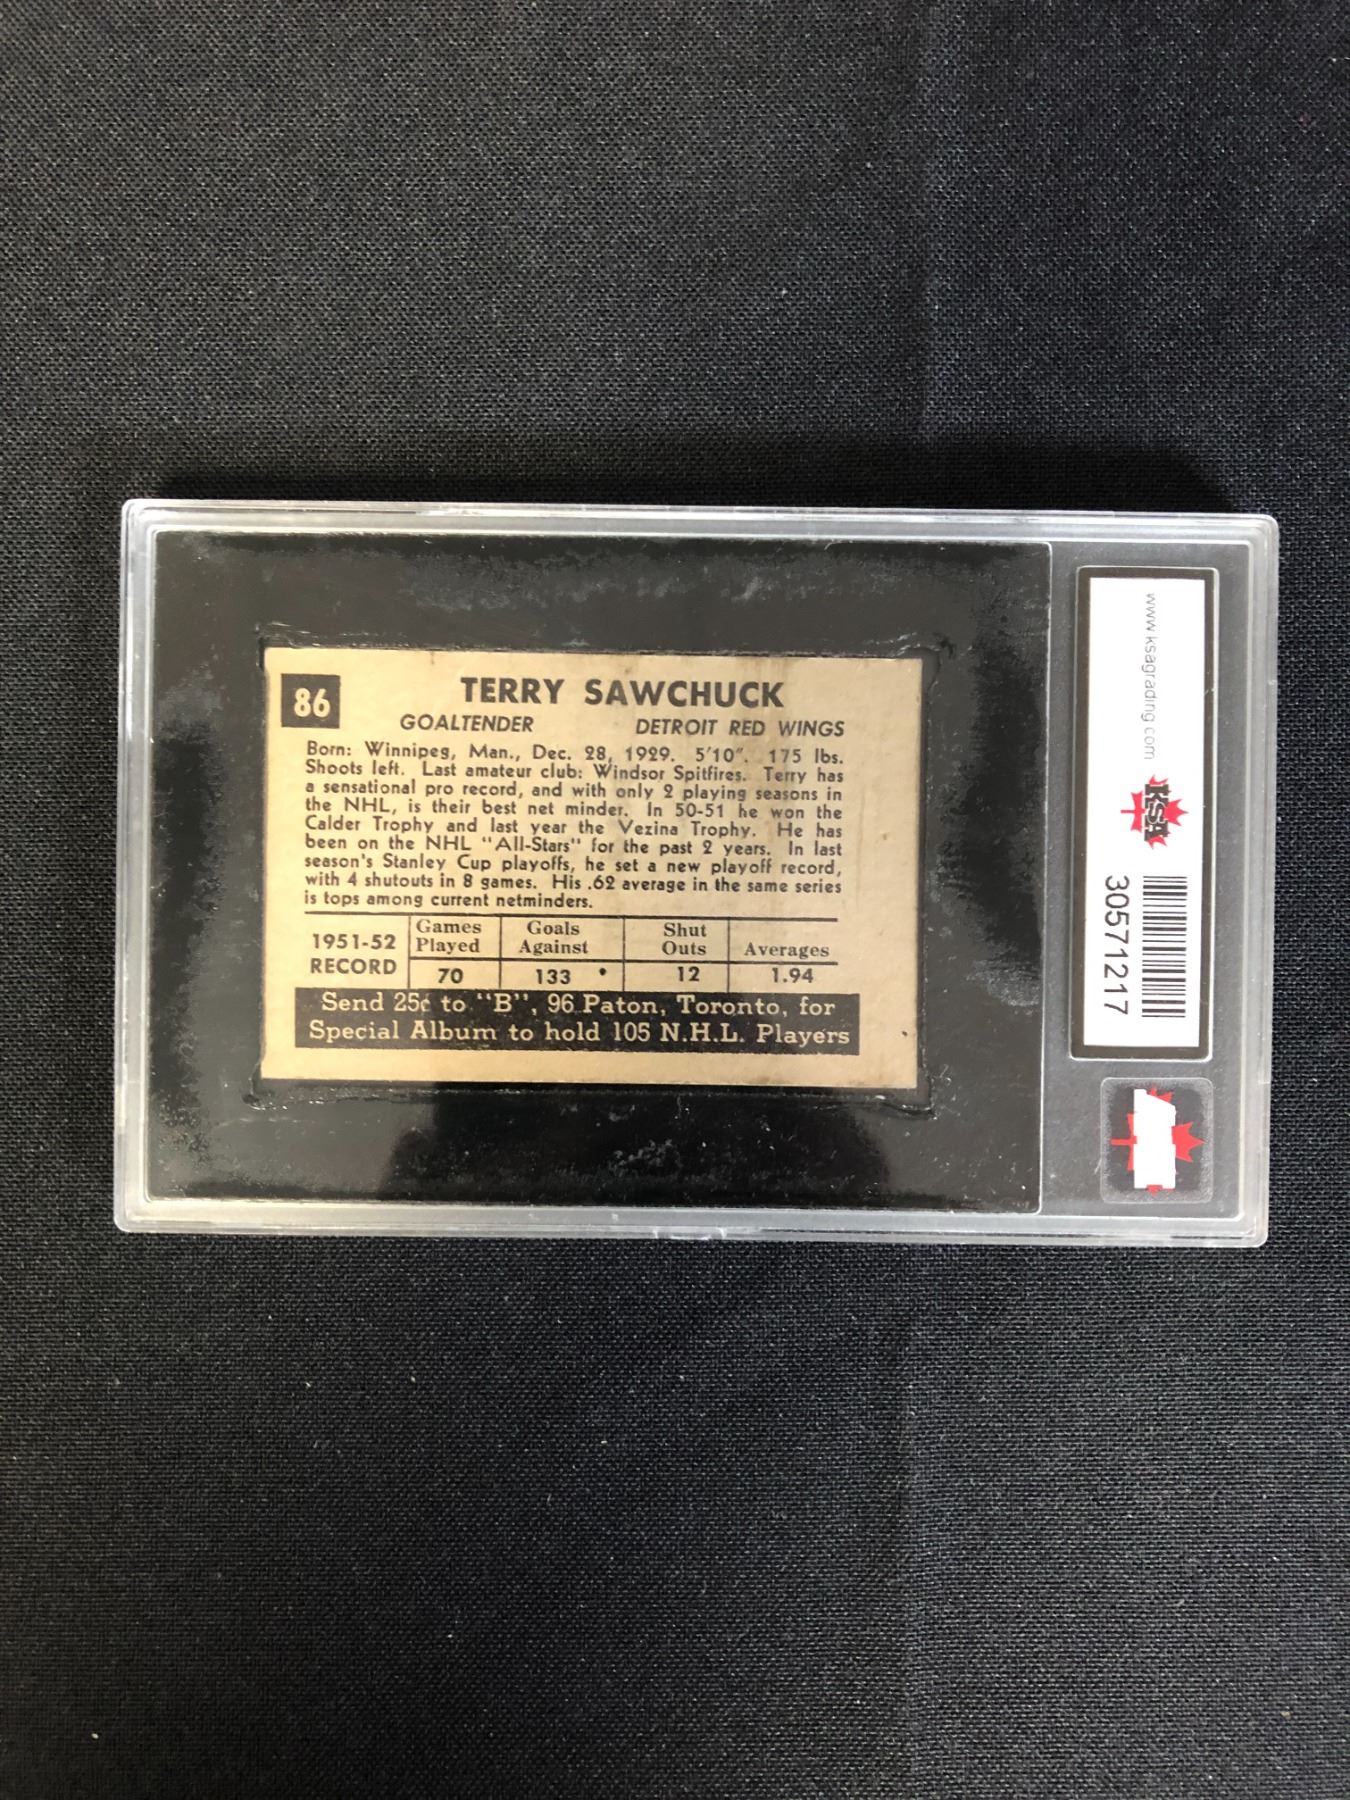 86
TERRY SAWCHUCK
GOALTENDER DETROIT RED WINGS
Born: Winnipeg, Man., Dec. 28, 1929. 5'10". 175 lbs.
Shoots left. Last amateur club: Windsor Spitfires. Terry has
a sensational pro record, and with only 2 playing seasons in
the NHL, is their best net minder. In 50-51 he won the
Calder Trophy and last year the Vezina Trophy. He has
been on the NHL "All-Stars" for the past 2 years. In last
season's Stanley Cup playoffs, he set a new playoff record,
with 4 shutouts in 8 games. His .62 average in the same series
is tops among current netminders.
1951-52 RECORD
Games Played Goals Against Shut Outs Averages
70 133 12 1.94
Send 25¢ to "B", 96 Paton, Toronto, for
Special Album to hold 105 N.H.L. Players
www.ksagrading.com
KSA
30571217